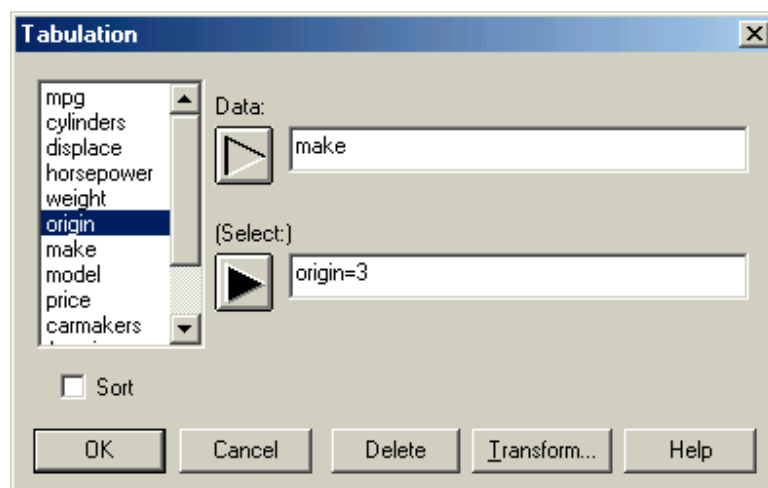 Tabulation
mpg
cylinders
displace
horsepower
weight
origin
make
model
price
carmakers
Data:
make
(Select:)
origin=3
Sort
OK
Cancel
Delete
Transform...
Help